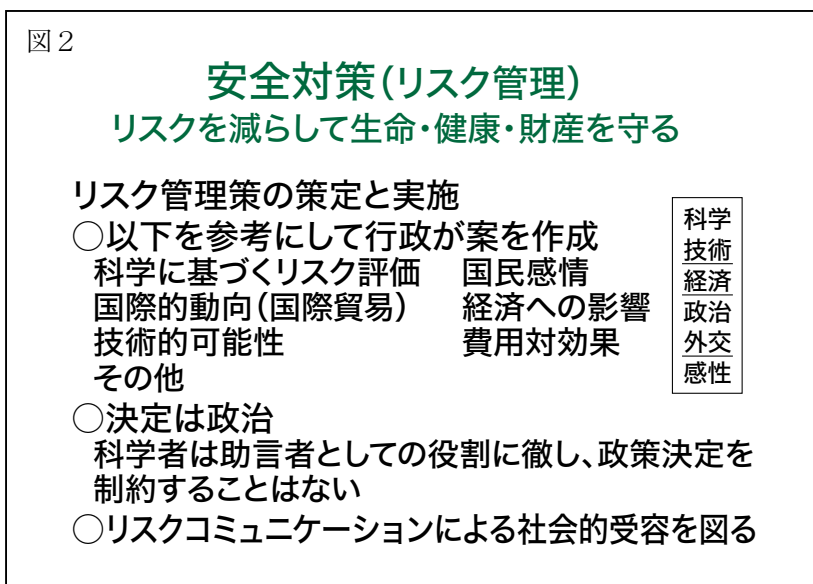 図2
安全対策(リスク管理)
リスクを減らして生命・健康・財産を守る
リスク管理策の策定と実施
○以下を参考にして行政が案を作成
科学に基づくリスク評価 国民感情
国際的動向(国際貿易) 経済への影響
技術的可能性 費用対効果
その他
科学
技術
経済
政治
外交
感性
○決定は政治
科学者は助言者としての役割に徹し、政策決定を
制約することはない
○リスクコミュニケーションによる社会的受容を図る